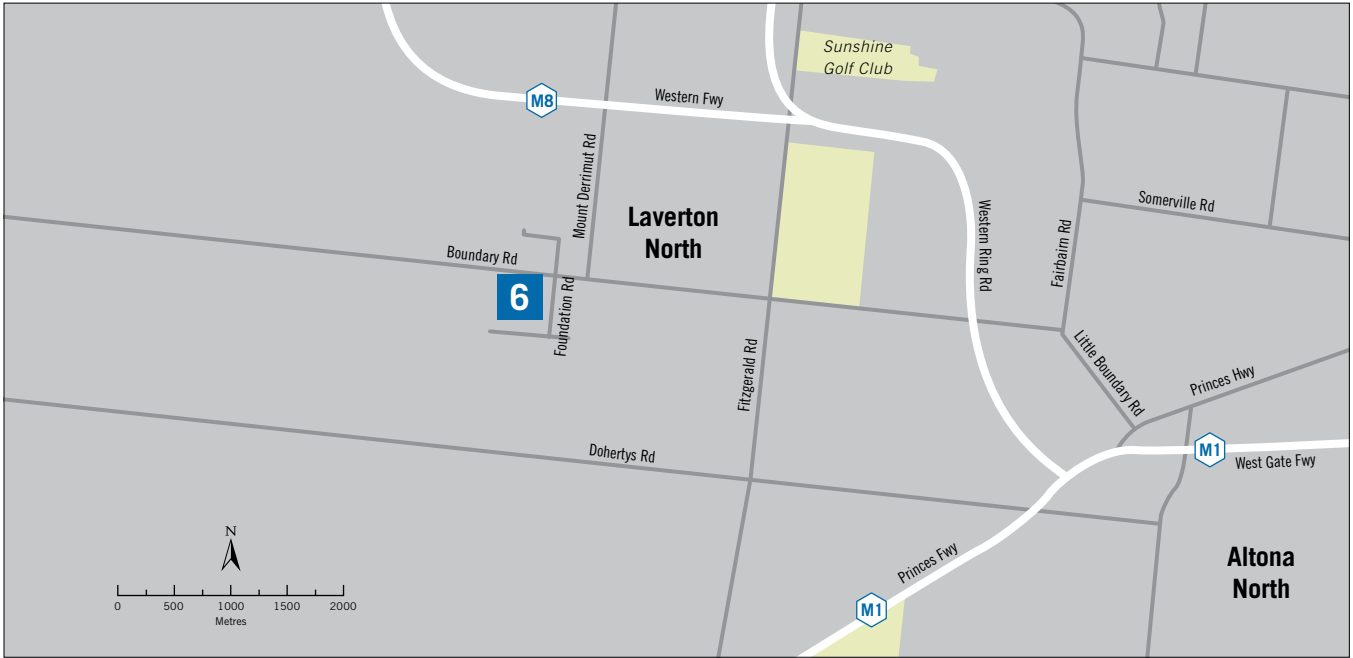 Sunshine
Golf Club
Western Fwy
M8
Mount Derrimut Rd
Laverton
North
Somerville Rd
Western Ring Rd
Fairbairn Rd
Boundary Rd
6
Foundation Rd
Fitzgerald Rd
Little Boundary Rd
Princes Hwy
Dohertys Rd
M1
West Gate Fwy
N
Princes Fwy
Altona
North
0 500 1000 1500 2000
Metres
M1